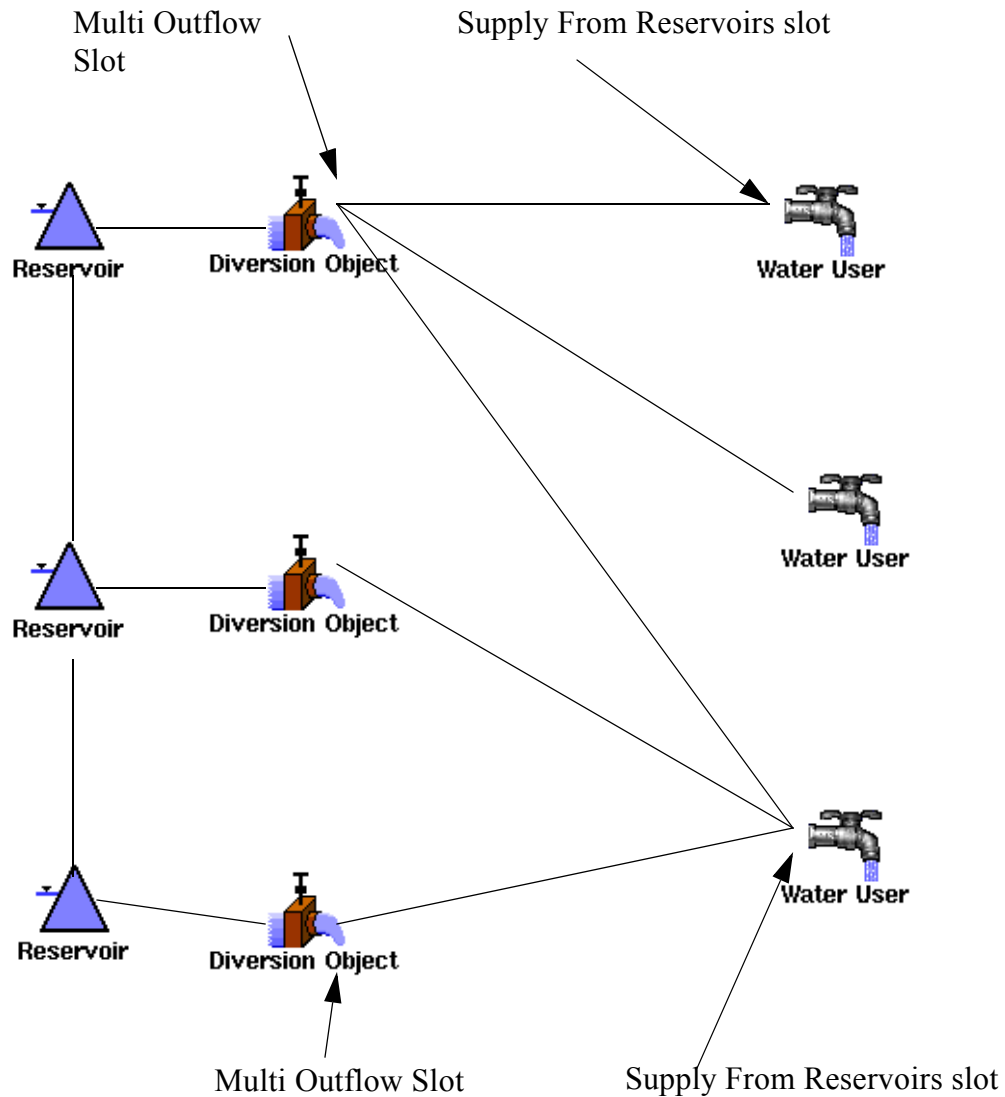 Multi Outflow
Slot
Supply From Reservoirs slot
Reservoir
Diversion Object
Water User
Water User
Reservoir
Diversion Object
Water User
Reservoir
Diversion Object
Multi Outflow Slot
Supply From Reservoirs slot